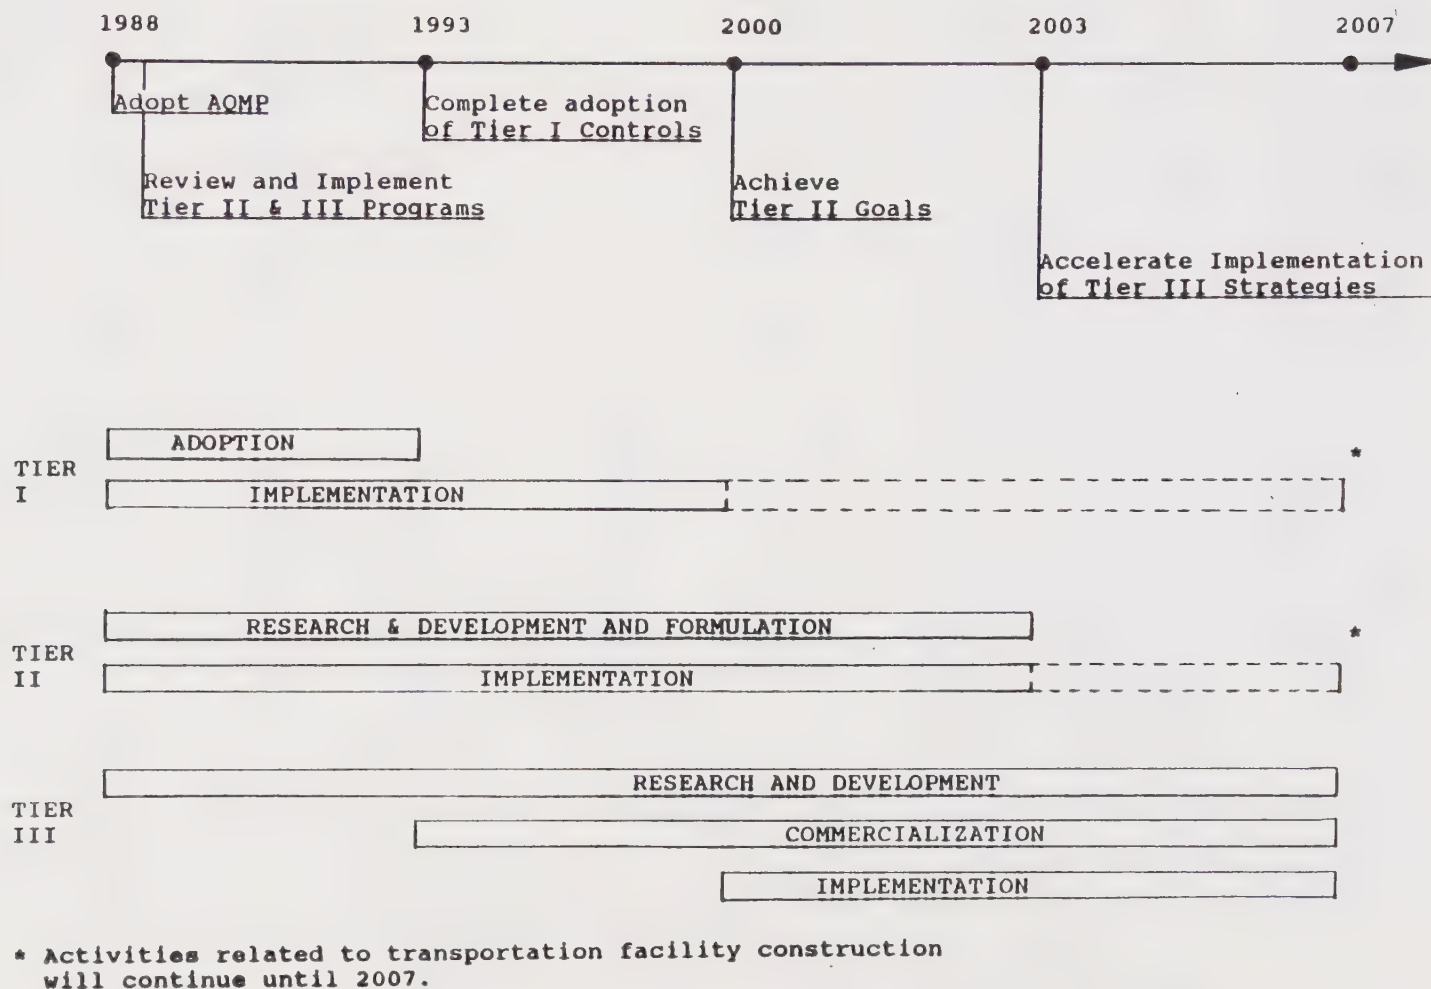 1988 1993 2000 2003 2007
Adopt AQMP
Complete adoption
of Tier I Controls
Review and Implement
Tier II & III Programs
Achieve
Tier II Goals
Accelerate Implementation
of Tier III Strategies
ADOPTION
TIER
I
*
IMPLEMENTATION
RESEARCH & DEVELOPMENT AND FORMULATION
*
TIER
II
IMPLEMENTATION
RESEARCH AND DEVELOPMENT
TIER
III
COMMERCIALIZATION
IMPLEMENTATION
* Activities related to transportation facility construction
will continue until 2007.